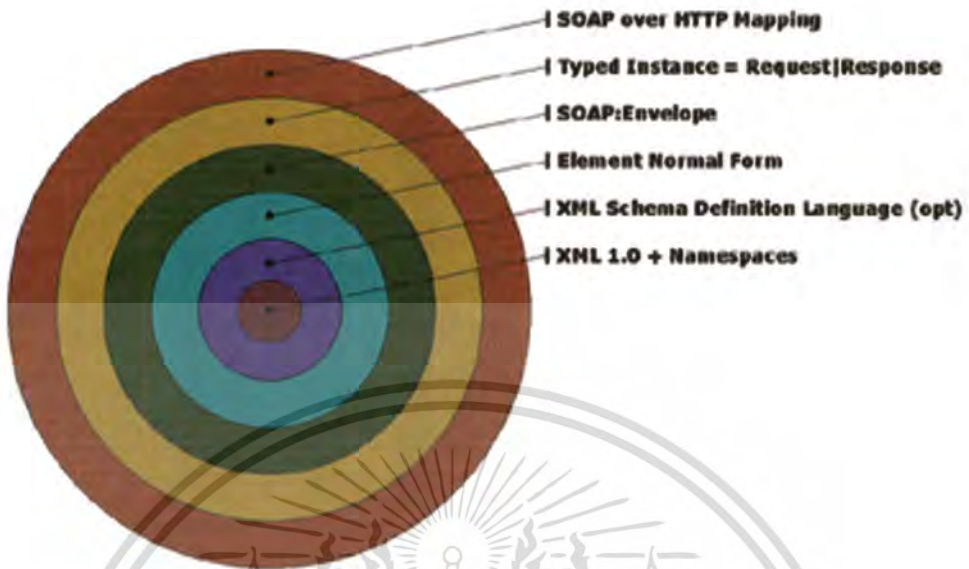 SOAP over HTTP Mapping
Typed Instance = Request|Response
SOAP:Envelope
Element Normal Form
XML Schema Definition Language (opt)
XML 1.0 + Namespaces